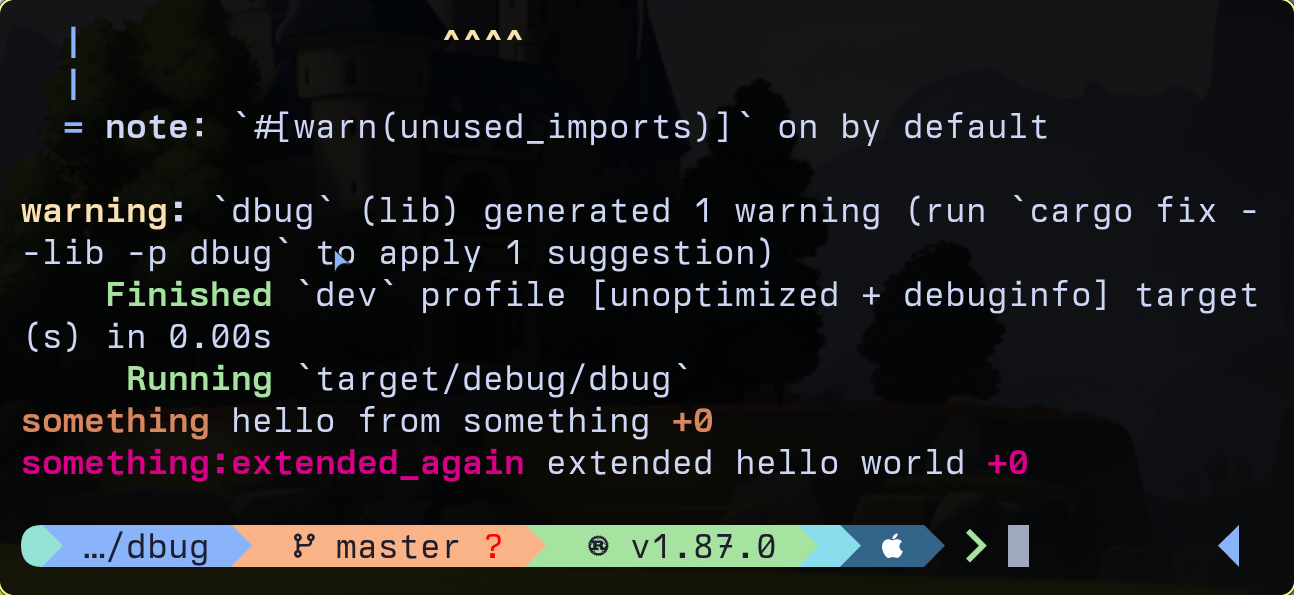 |                 ^^^^
|
= note: `#[warn(unused_imports)]` on by default
warning: `dbug` (lib) generated 1 warning (run `cargo fix -
-lib -p dbug` to apply 1 suggestion)
Finished `dev` profile [unoptimized + debuginfo] target
(s) in 0.00s
Running `target/debug/dbug`
something hello from something +0
something:extended_again extended hello world +0
…/dbug master ? v1.87.0 ❯